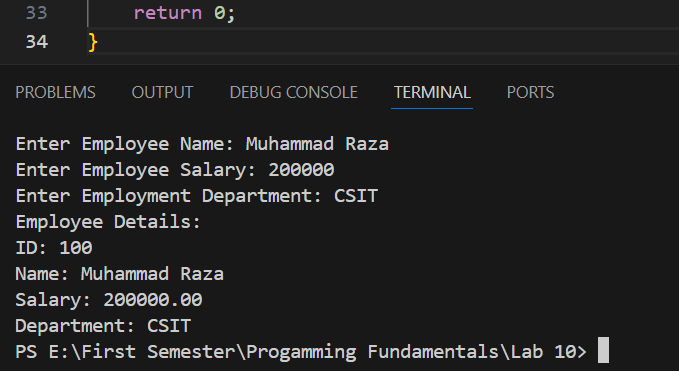 33 return 0;
34 }
PROBLEMS OUTPUT DEBUG CONSOLE TERMINAL PORTS
Enter Employee Name: Muhammad Raza
Enter Employee Salary: 200000
Enter Employment Department: CSIT
Employee Details:
ID: 100
Name: Muhammad Raza
Salary: 200000.00
Department: CSIT
PS E:\First Semester\Progamming Fundamentals\Lab 10>